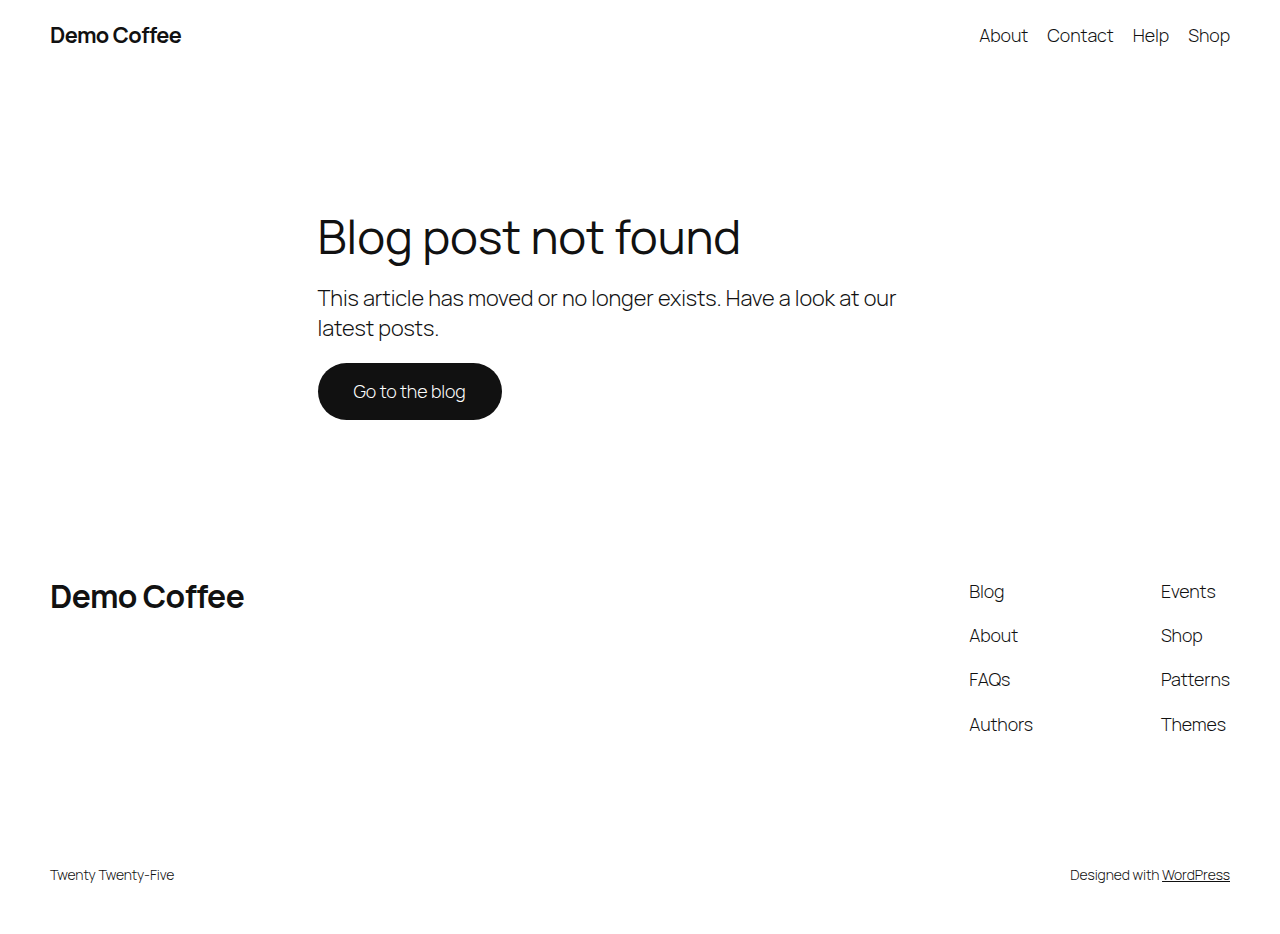 Demo Coffee
About Contact Help Shop
Blog post not found
This article has moved or no longer exists. Have a look at our
latest posts.
Go to the blog
Demo Coffee
Blog
About
FAQs
Authors
Events
Shop
Patterns
Themes
Twenty Twenty-Five
Designed with WordPress